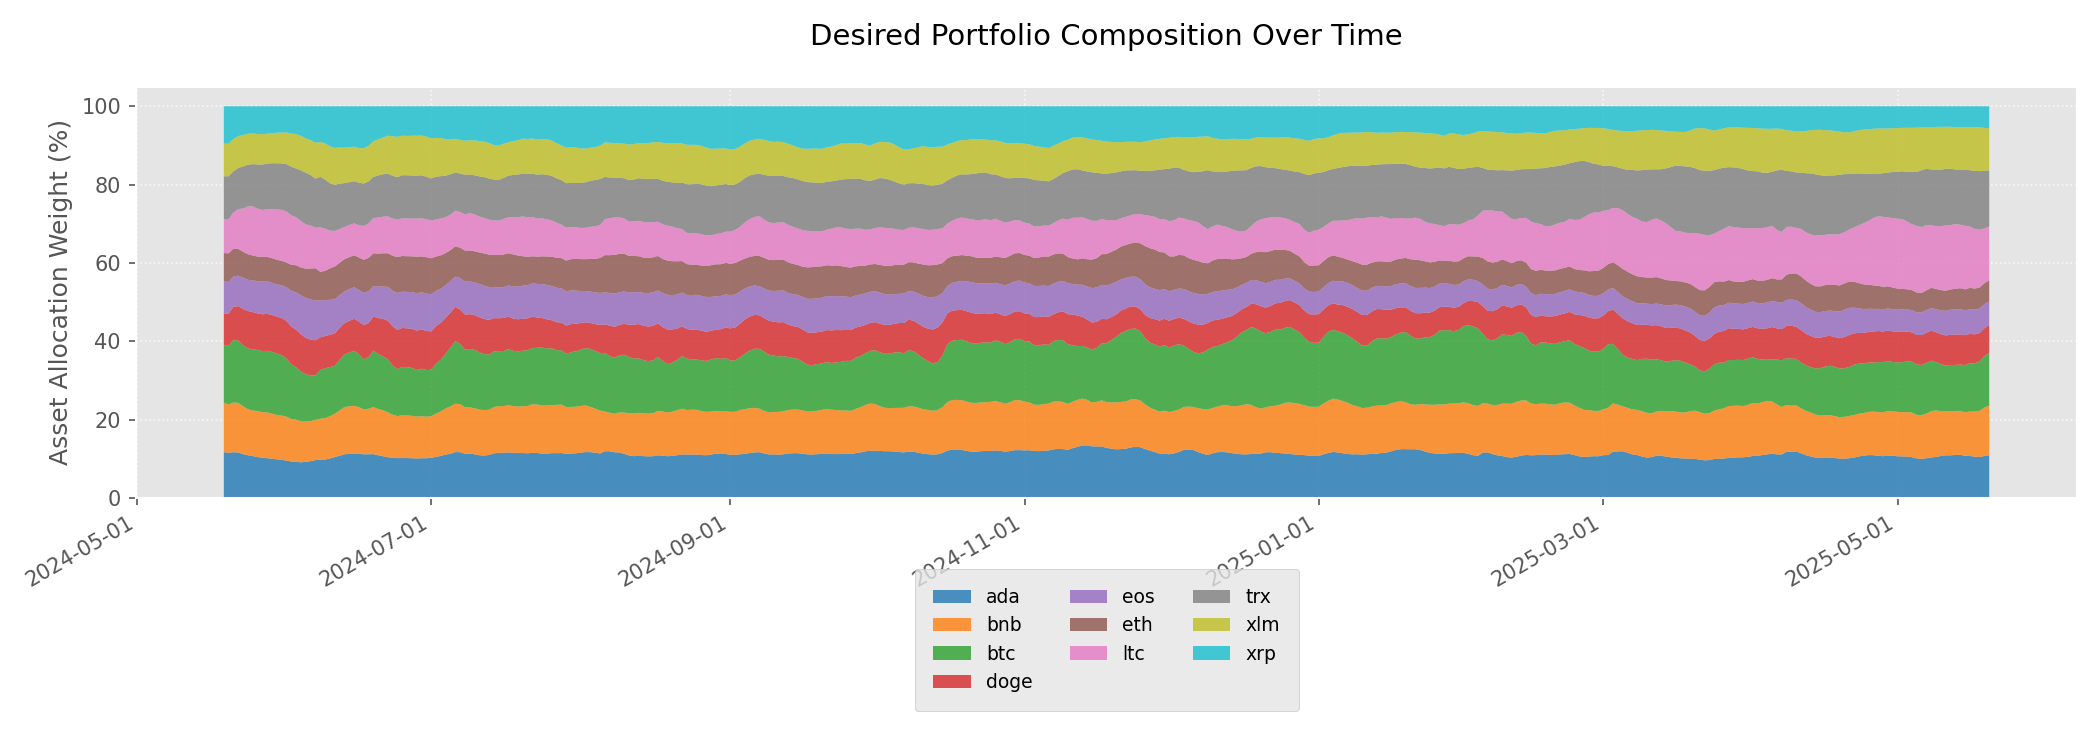 Desired Portfolio Composition Over Time
Asset Allocation Weight (%)
100
80
60
40
20
0
2024-05-01
2024-07-01
2024-09-01
2024-11-01
2025-01-01
2025-03-01
2025-05-01
ada
bnb
btc
doge
eos
eth
ltc
trx
xlm
xrp